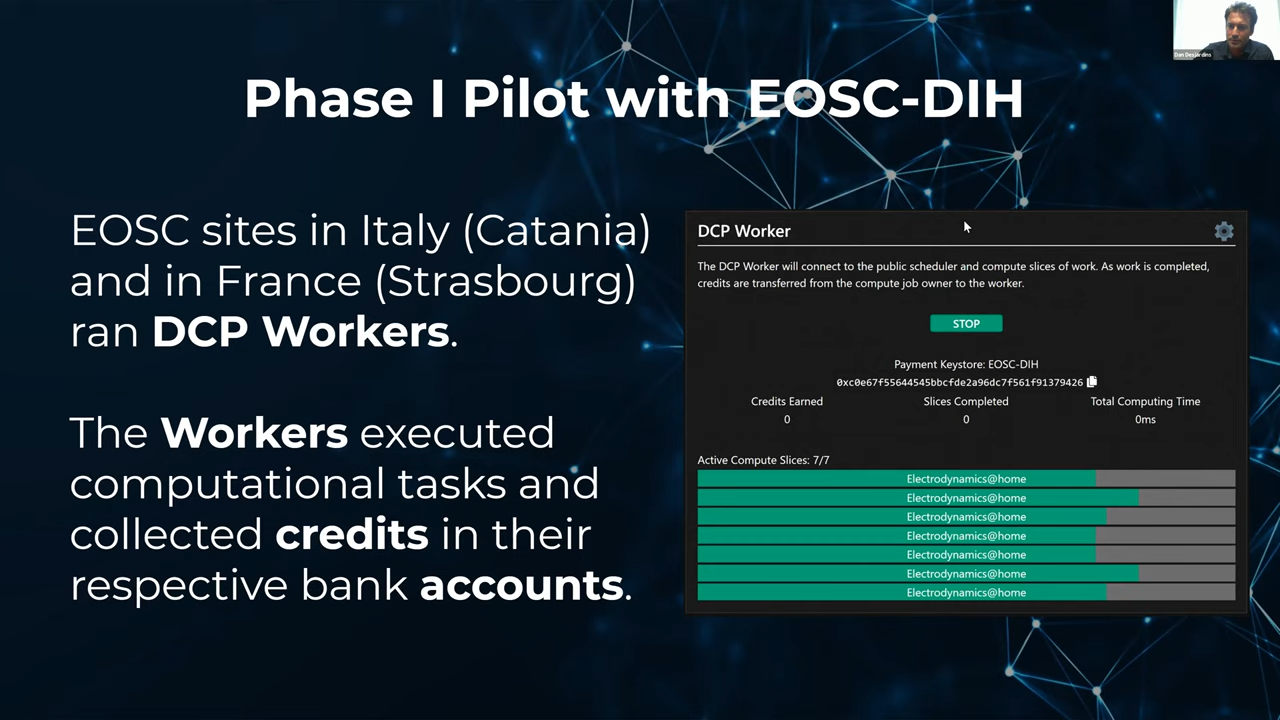 Dan Desjardins
Phase I Pilot with EOSC-DIH
EOSC sites in Italy (Catania)
and in France (Strasbourg)
ran DCP Workers.
The Workers executed
computational tasks and
collected credits in their
respective bank accounts.
DCP Worker
The DCP Worker will connect to the public scheduler and compute slices of work. As work is completed,
credits are transferred from the compute job owner to the worker.
STOP
Payment Keystore: EOSC-DIH
0xc0e67f55644545bbcfde2a96dc7f561f91379426
Credits Earned
0
Slices Completed
0
Total Computing Time
0ms
Active Compute Slices: 7/7
Electrodynamics@home
Electrodynamics@home
Electrodynamics@home
Electrodynamics@home
Electrodynamics@home
Electrodynamics@home
Electrodynamics@home